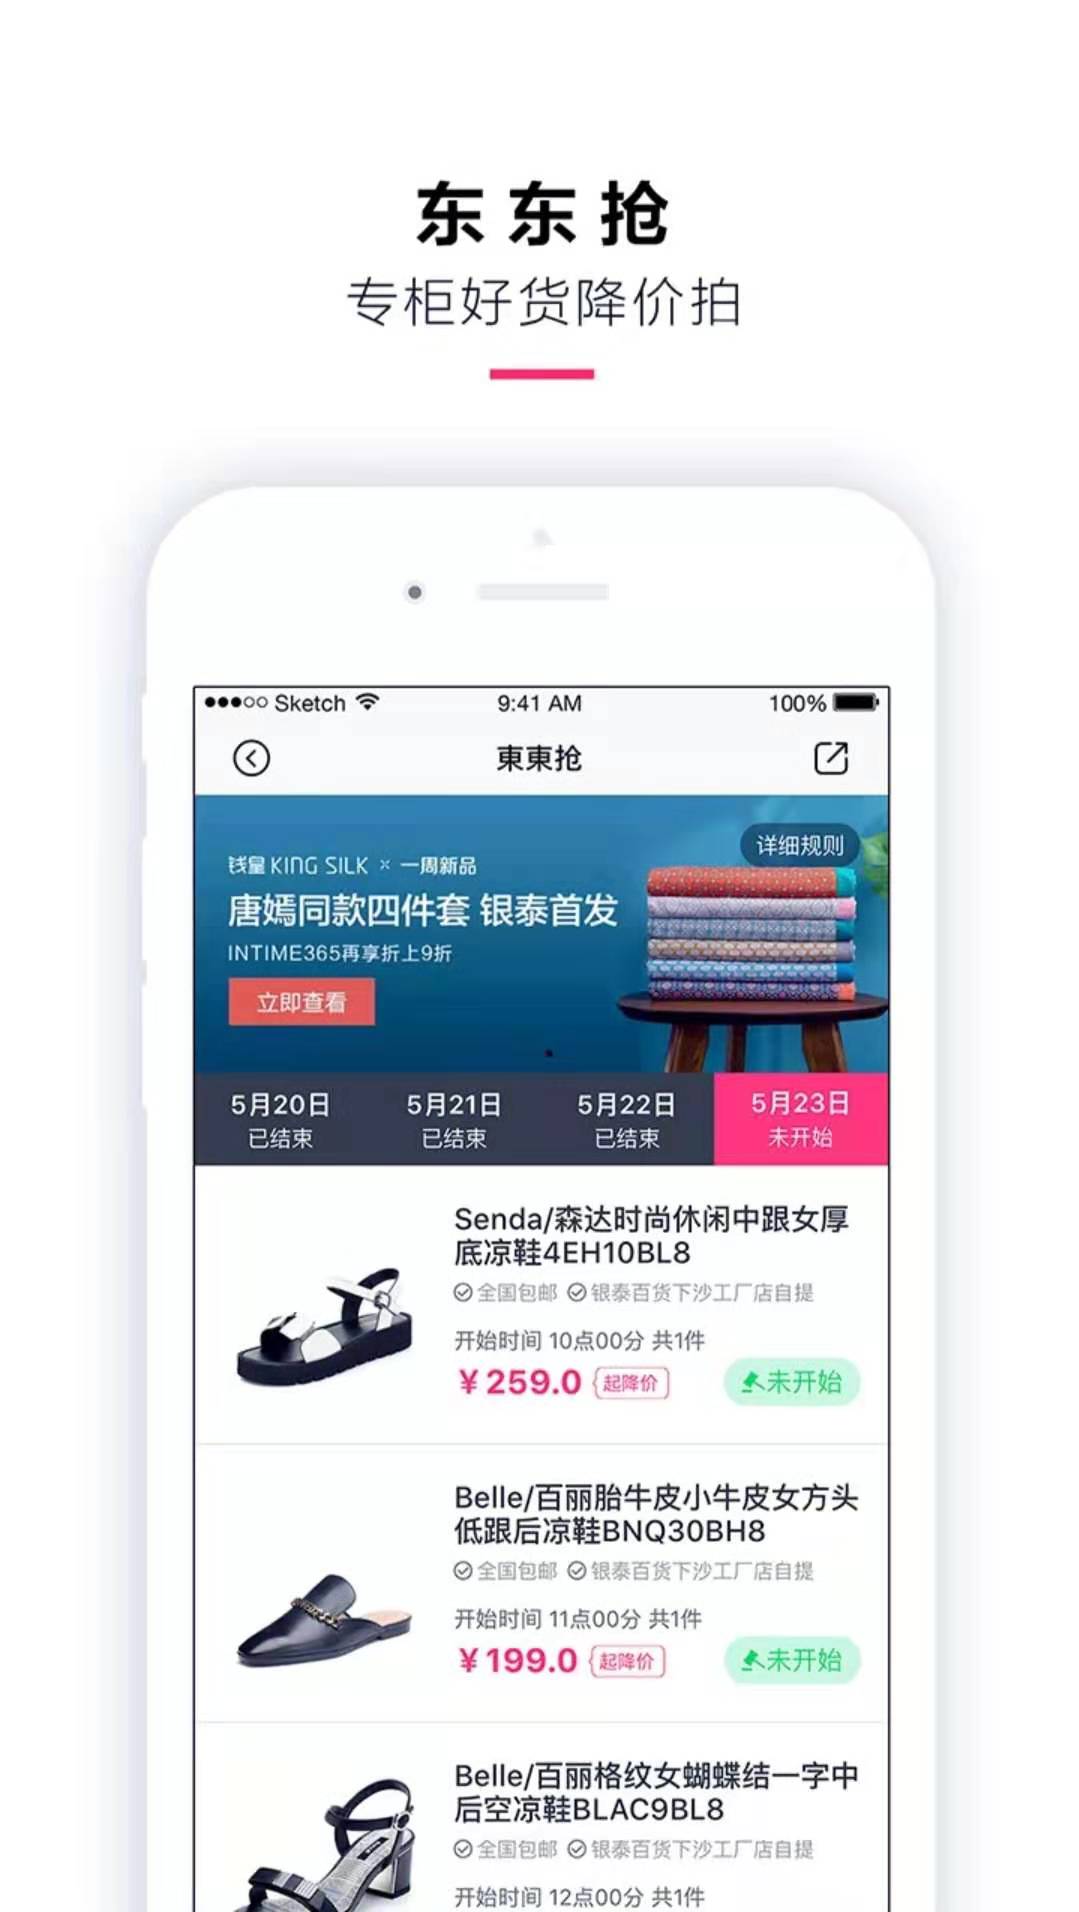 东东抢
专柜好货降价拍
Sketch
9:41 AM
100%
東東抢
详细规则
钱皇 KING SILK × 一周新品
唐嫣同款四件套 银泰首发
INTIME365再享折上9折
立即查看
5月20日
已结束
5月21日
已结束
5月22日
已结束
5月23日
未开始
Senda/森达时尚休闲中跟女厚
底凉鞋4EH10BL8
全国包邮 银泰百货下沙工厂店自提
开始时间 10点00分 共1件
¥259.0 起降价 未开始
Belle/百丽胎牛皮小牛皮女方头
低跟后凉鞋BNQ30BH8
全国包邮 银泰百货下沙工厂店自提
开始时间 11点00分 共1件
¥199.0 起降价 未开始
Belle/百丽格纹女蝴蝶结一字中
后空凉鞋BLAC9BL8
全国包邮 银泰百货下沙工厂店自提
开始时间 12点00分 共1件